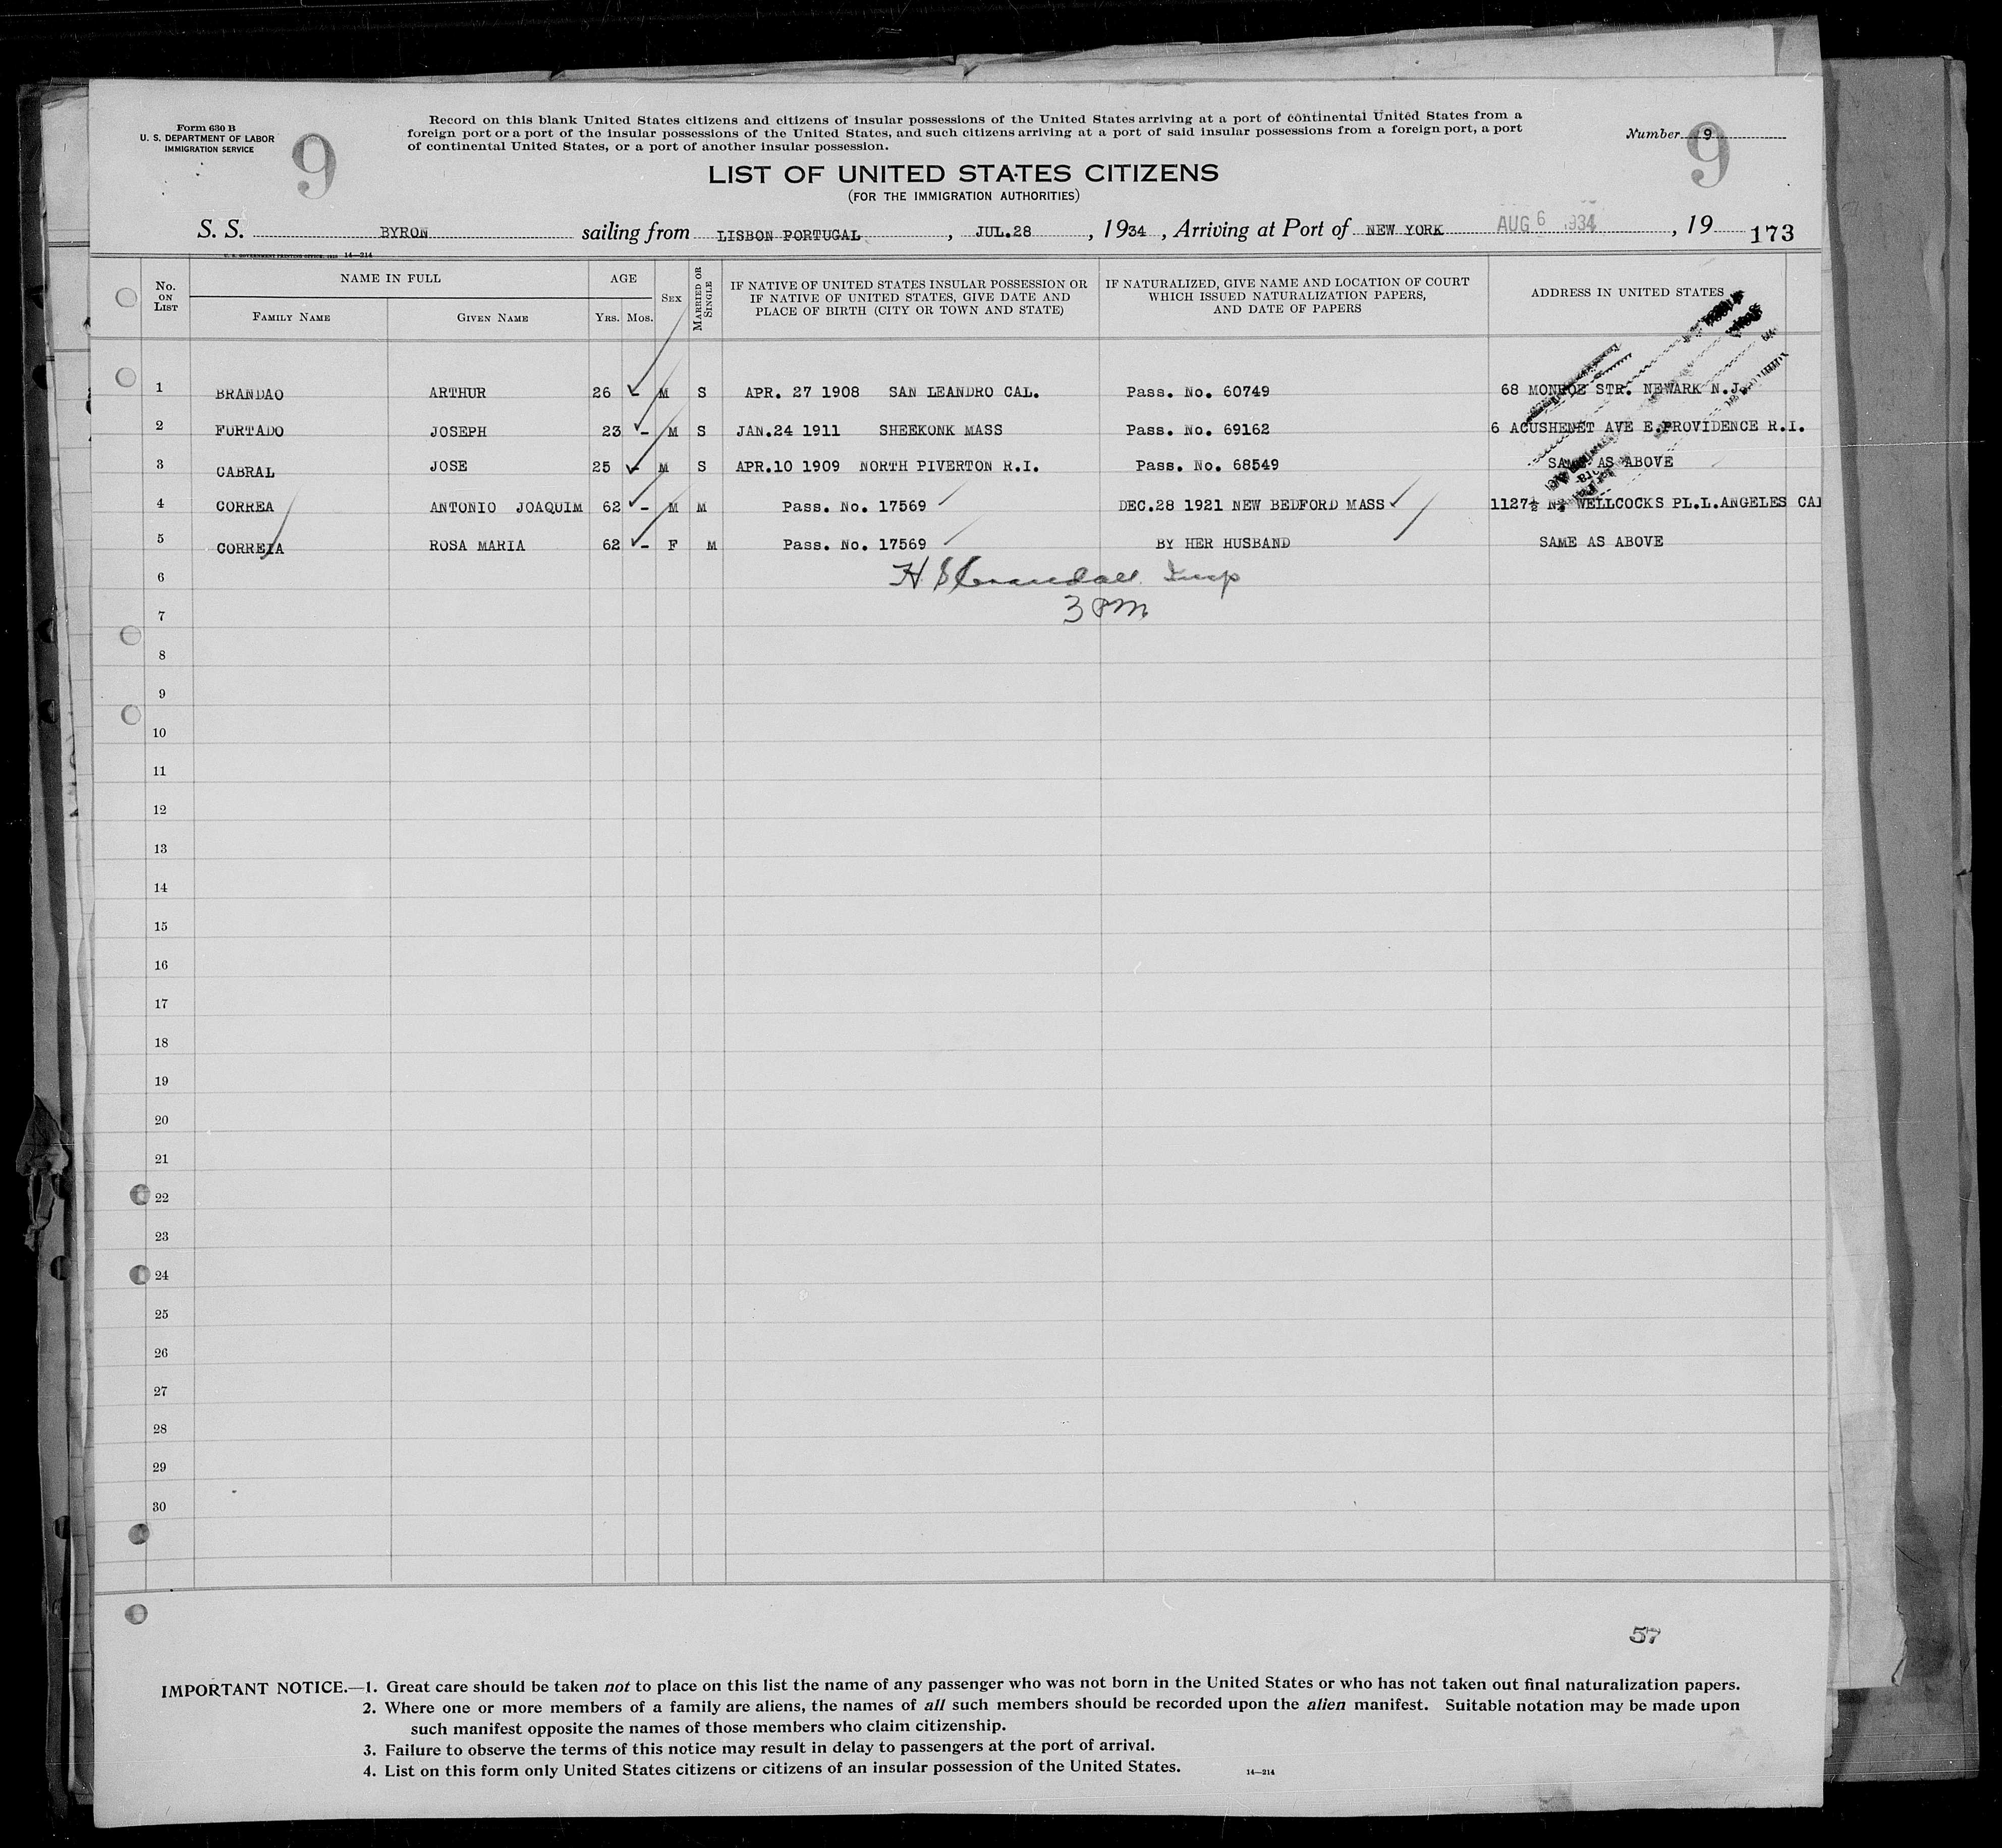 Form 630 B
U. S. DEPARTMENT OF LABOR
IMMIGRATION SERVICE
9
Record on this blank United States citizens and citizens of insular possessions of the United States arriving at a port of continental United States from a
foreign port or a port of the insular possessions of the United States, and such citizens arriving at a port of said insular possessions from a foreign port, a port
of continental United States, or a port of another insular possession.
Number 9
9
LIST OF UNITED STATES CITIZENS
(FOR THE IMMIGRATION AUTHORITIES)
S. S. BYRON sailing from LISBON PORTUGAL, JUL.28, 1934, Arriving at Port of NEW YORK AUG 6 1934, 19 173
14—214
No. ON LIST
NAME IN FULL
FAMILY NAME
GIVEN NAME
AGE
YRS. MOS.
SEX
MARRIED OR SINGLE
IF NATIVE OF UNITED STATES INSULAR POSSESSION OR
IF NATIVE OF UNITED STATES, GIVE DATE AND
PLACE OF BIRTH (CITY OR TOWN AND STATE)
IF NATURALIZED, GIVE NAME AND LOCATION OF COURT
WHICH ISSUED NATURALIZATION PAPERS,
AND DATE OF PAPERS
ADDRESS IN UNITED STATES
1 BRANDAO ARTHUR 26 M S APR. 27 1908 SAN LEANDRO CAL. Pass. No. 60749 68 MONROE STR. NEWARK N.J.
2 FURTADO JOSEPH 23 - M S JAN.24 1911 SHEEKONK MASS Pass. No. 69162 6 ACUSHENET AVE E.PROVIDENCE R.I.
3 CABRAL JOSE 25 - M S APR.10 1909 NORTH PIVERTON R.I. Pass. No. 68549 SAME AS ABOVE
4 CORREA ANTONIO JOAQUIM 62 - M M Pass. No. 17569 DEC.28 1921 NEW BEDFORD MASS 1127½ WELLCOCKS PL.L.ANGELES CAL
5 CORREIA ROSA MARIA 62 - F M Pass. No. 17569 BY HER HUSBAND SAME AS ABOVE
6 H S Crandall Insp
7 3 PM
8
9
10
11
12
13
14
15
16
17
18
19
20
21
22
23
24
25
26
27
28
29
30
57
IMPORTANT NOTICE.—1. Great care should be taken not to place on this list the name of any passenger who was not born in the United States or who has not taken out final naturalization papers.
2. Where one or more members of a family are aliens, the names of all such members should be recorded upon the alien manifest. Suitable notation may be made upon
such manifest opposite the names of those members who claim citizenship.
3. Failure to observe the terms of this notice may result in delay to passengers at the port of arrival.
4. List on this form only United States citizens or citizens of an insular possession of the United States.
14—214